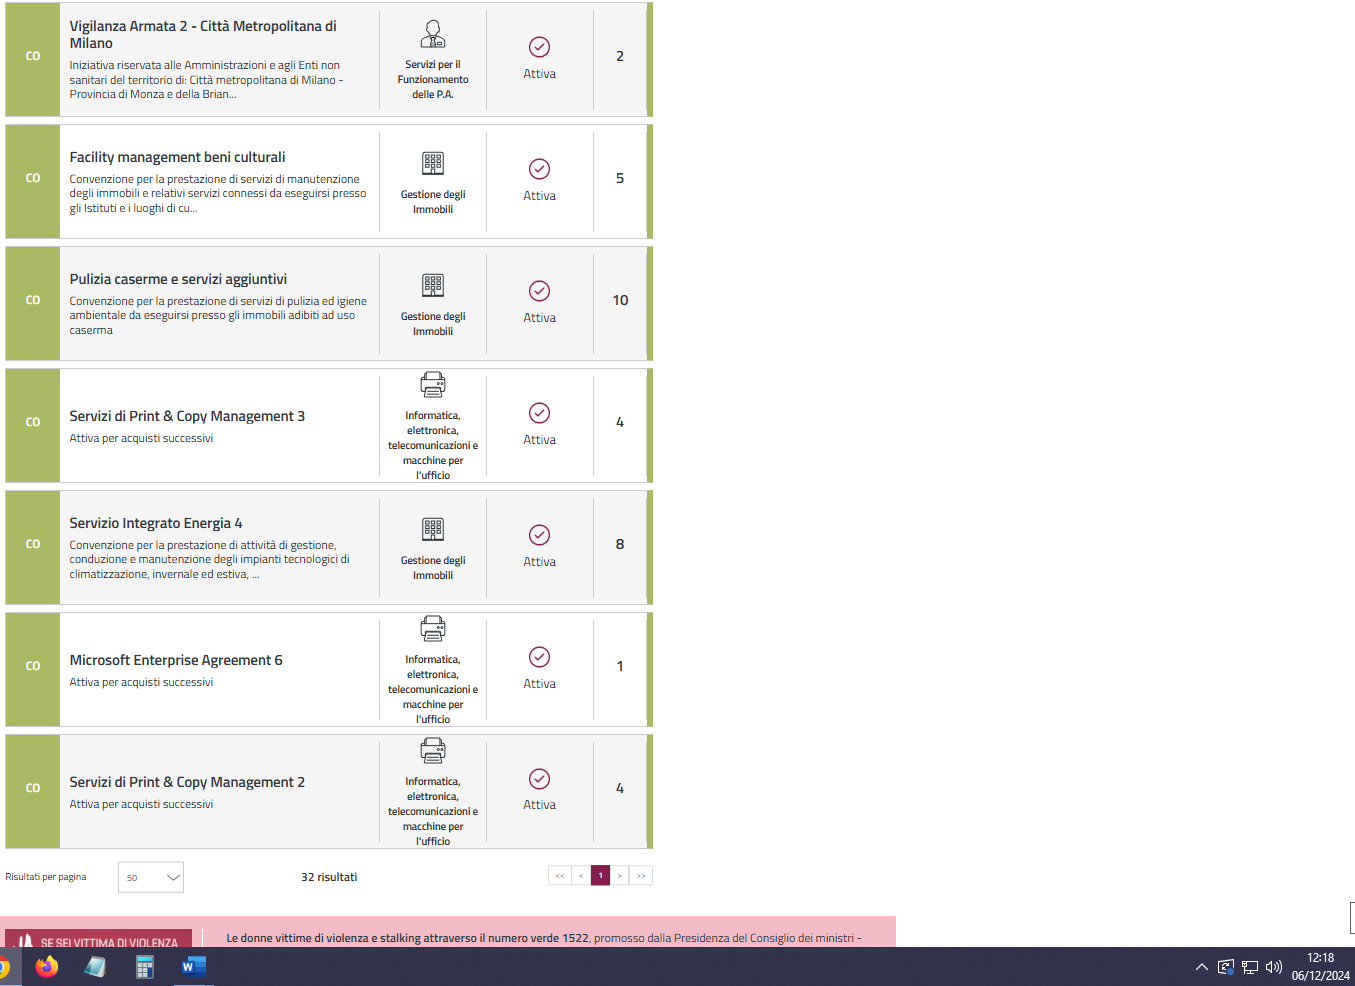 CO
Vigilanza Armata 2 - Città Metropolitana di
Milano
Iniziativa riservata alle Amministrazioni e agli Enti non
sanitari del territorio di: Città metropolitana di Milano -
Provincia di Monza e della Brian...
Servizi per il
Funzionamento
delle P.A.
Attiva
2
CO
Facility management beni culturali
Convenzione per la prestazione di servizi di manutenzione
degli immobili e relativi servizi connessi da eseguirsi presso
gli Istituti e i luoghi di cu...
Gestione degli
Immobili
Attiva
5
CO
Pulizia caserme e servizi aggiuntivi
Convenzione per la prestazione di servizi di pulizia ed igiene
ambientale da eseguirsi presso gli immobili adibiti ad uso
caserma
Gestione degli
Immobili
Attiva
10
CO
Servizi di Print & Copy Management 3
Attiva per acquisti successivi
Informatica,
elettronica,
telecomunicazioni e
macchine per
l'ufficio
Attiva
4
CO
Servizio Integrato Energia 4
Convenzione per la prestazione di attività di gestione,
conduzione e manutenzione degli impianti tecnologici di
climatizzazione, invernale ed estiva, ...
Gestione degli
Immobili
Attiva
8
CO
Microsoft Enterprise Agreement 6
Attiva per acquisti successivi
Informatica,
elettronica,
telecomunicazioni e
macchine per
l'ufficio
Attiva
1
CO
Servizi di Print & Copy Management 2
Attiva per acquisti successivi
Informatica,
elettronica,
telecomunicazioni e
macchine per
l'ufficio
Attiva
4
Risultati per pagina
50
32 risultati
<< < 1 > >>
SE SEI VITTIMA DI VIOLENZA
Le donne vittime di violenza e stalking attraverso il numero verde 1522, promosso dalla Presidenza del Consiglio dei ministri -
W
12:18
06/12/2024